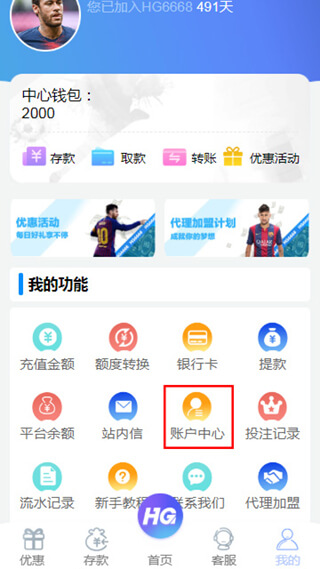 您已加入HG6668 491天
中心钱包：
2000
存款 取款 转账 优惠活动
优惠活动
每日好礼享不停
代理加盟计划
成就你的梦想
我的功能
充值金额 额度转换 银行卡 提款
平台余额 站内信 账户中心 投注记录
流水记录 新手教程 联系我们 代理加盟
HG
优惠 存款 首页 客服 我的